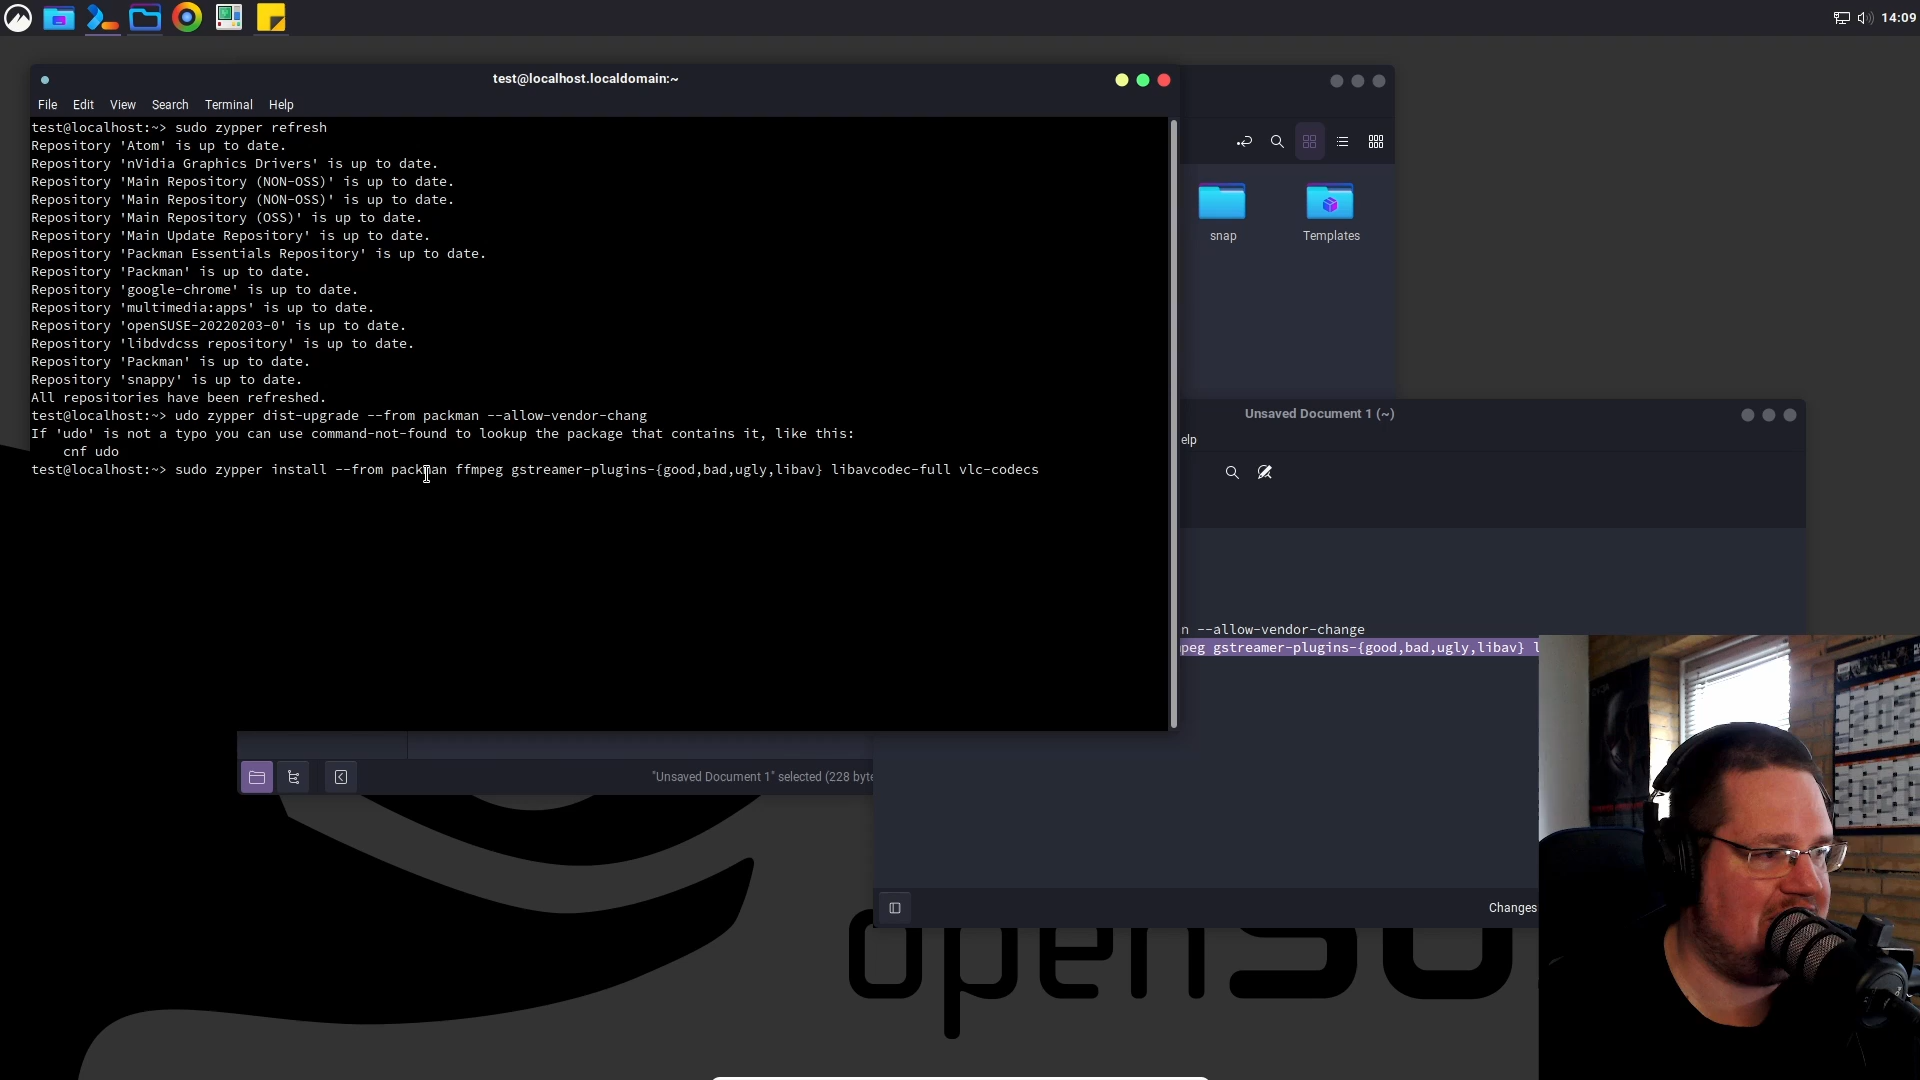 14:09
test@localhost.localdomain:~
File Edit View Search Terminal Help
test@localhost:~> sudo zypper refresh
Repository 'Atom' is up to date.
Repository 'nVidia Graphics Drivers' is up to date.
Repository 'Main Repository (NON-OSS)' is up to date.
Repository 'Main Repository (NON-OSS)' is up to date.
Repository 'Main Repository (OSS)' is up to date.
Repository 'Main Update Repository' is up to date.
Repository 'Packman Essentials Repository' is up to date.
Repository 'Packman' is up to date.
Repository 'google-chrome' is up to date.
Repository 'multimedia:apps' is up to date.
Repository 'openSUSE-20220203-0' is up to date.
Repository 'libdvdcss repository' is up to date.
Repository 'Packman' is up to date.
Repository 'snappy' is up to date.
All repositories have been refreshed.
test@localhost:~> udo zypper dist-upgrade --from packman --allow-vendor-chang
If 'udo' is not a typo you can use command-not-found to lookup the package that contains it, like this:
cnf udo
test@localhost:~> sudo zypper install --from packman ffmpeg gstreamer-plugins-{good,bad,ugly,libav} libavcodec-full vlc-codecs
snap
Templates
Unsaved Document 1 (~)
elp
n --allow-vendor-change
peg gstreamer-plugins-{good,bad,ugly,libav} l
"Unsaved Document 1" selected (228 byte
Changes
openSU